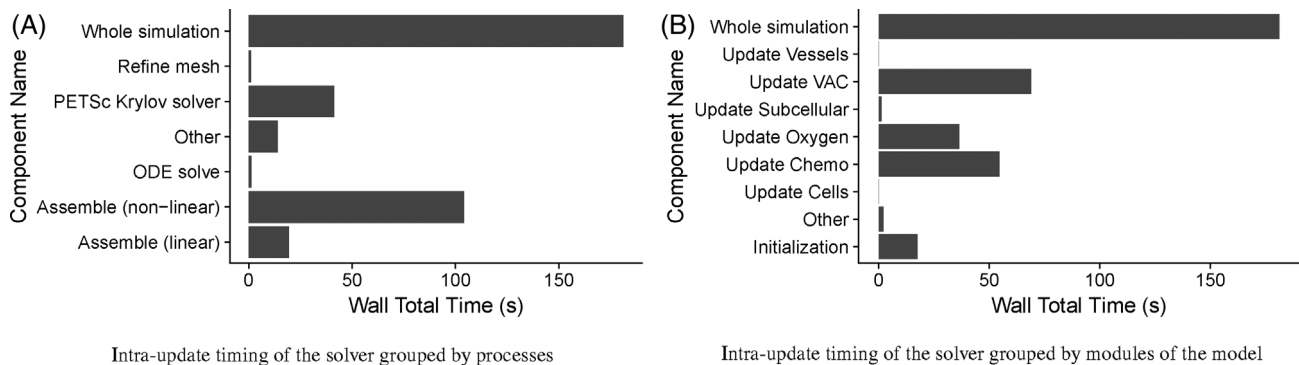 (A)
Component Name
Whole simulation
Refine mesh
PETSc Krylov solver
Other
ODE solve
Assemble (non−linear)
Assemble (linear)
0 50 100 150
Wall Total Time (s)
Intra-update timing of the solver grouped by processes
(B)
Component Name
Whole simulation
Update Vessels
Update VAC
Update Subcellular
Update Oxygen
Update Chemo
Update Cells
Other
Initialization
0 50 100 150
Wall Total Time (s)
Intra-update timing of the solver grouped by modules of the model